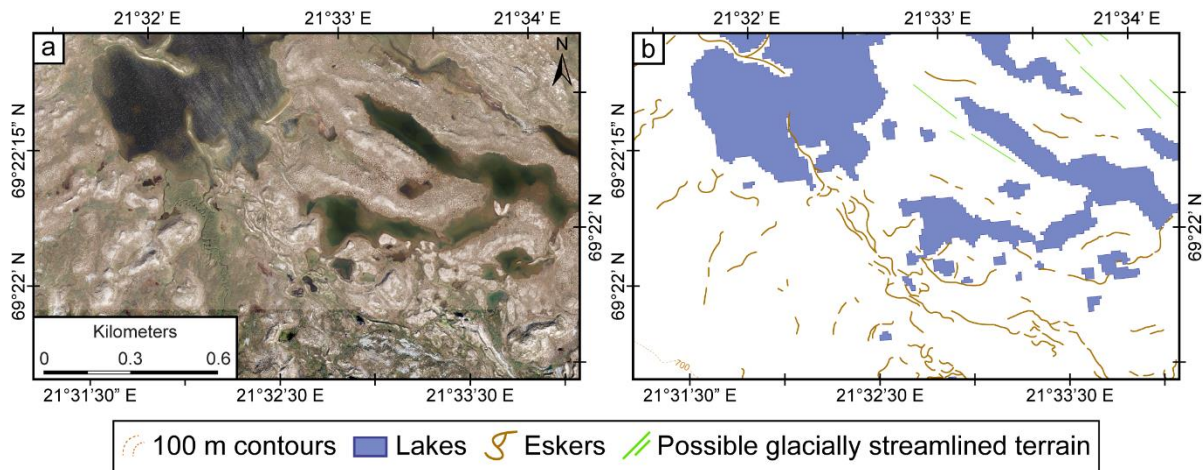 21°32' E
21°33' E
21°34' E
21°32' E
21°33' E
21°34' E
a
N
b
69°22'15" N
69°22' N
69°22' N
69°22'15" N
69°22' N
69°22' N
Kilometers
0
0.3
0.6
700
21°31'30"
21°32'30"
21°33'30"
21°31'30"
21°32'30"
21°33'30"
100 m contours
Lakes
Eskers
Possible glacially streamlined terrain